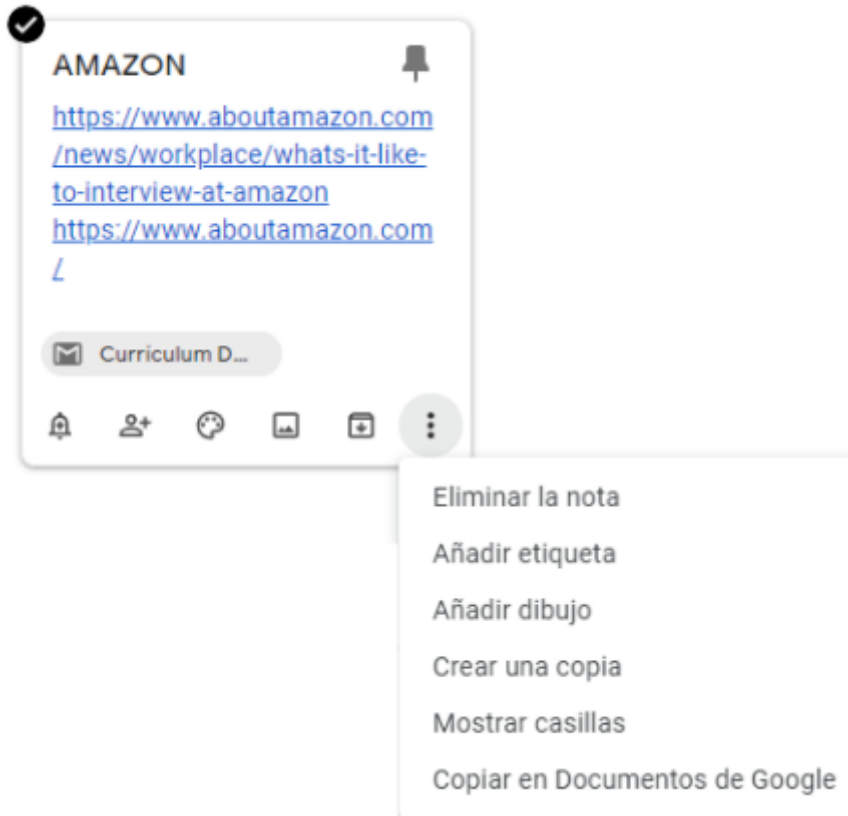 AMAZON
https://www.aboutamazon.com
/news/workplace/whats-it-like-
to-interview-at-amazon
https://www.aboutamazon.com
/
Curriculum D...
Eliminar la nota
Añadir etiqueta
Añadir dibujo
Crear una copia
Mostrar casillas
Copiar en Documentos de Google